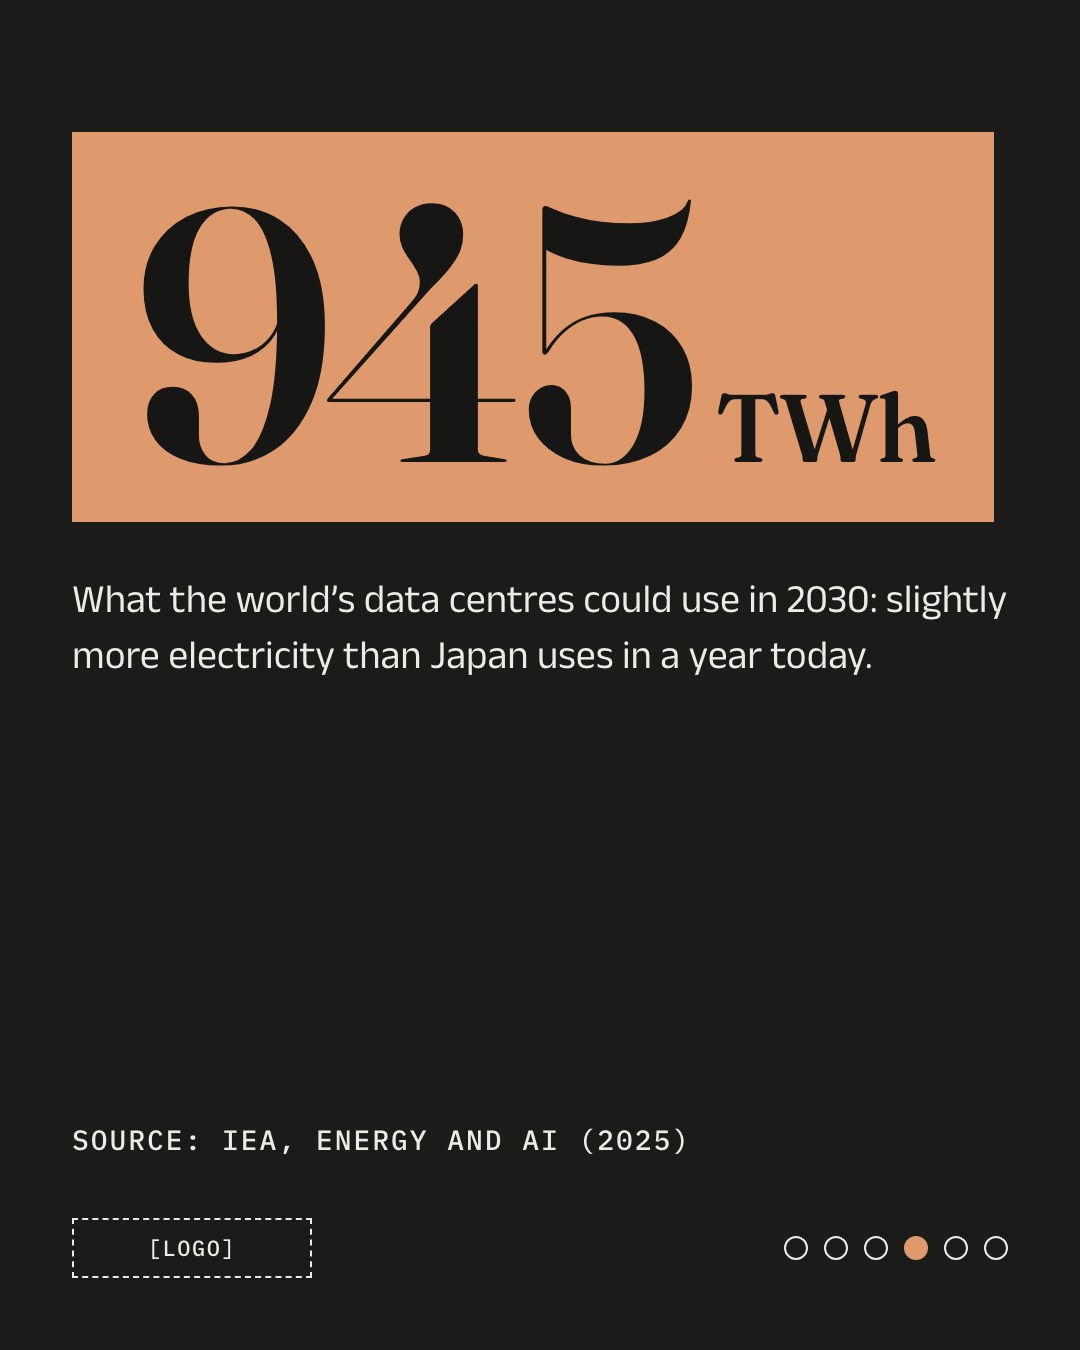 945 TWh
What the world’s data centres could use in 2030: slightly
more electricity than Japan uses in a year today.
SOURCE: IEA, ENERGY AND AI (2025)
[LOGO]